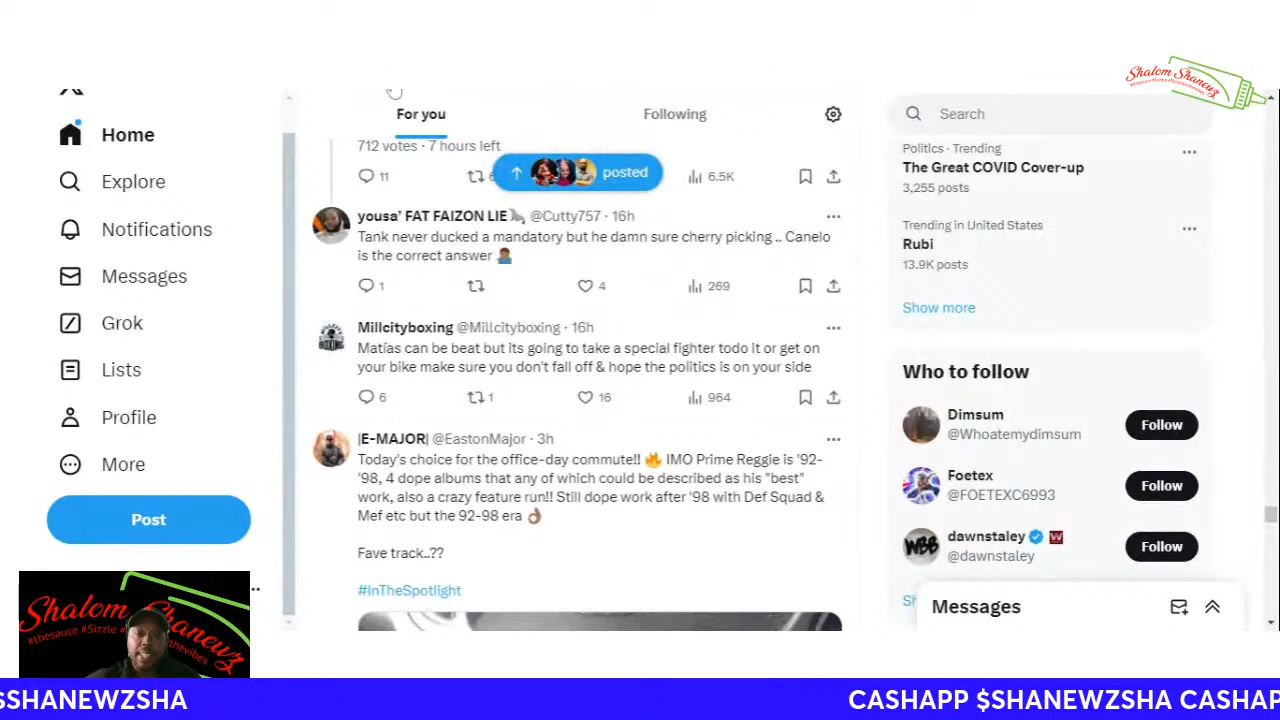 Shalom Shanewz
Home
Explore
Notifications
Messages
Grok
Lists
Profile
More
Post
For you
Following
712 votes · 7 hours left
posted
11
6.5K
yousa' FAT FAIZON LIE @Cutty757 · 16h
Tank never ducked a mandatory but he damn sure cherry picking .. Canelo
is the correct answer
1
4
269
Millcityboxing @Millcityboxing · 16h
Matías can be beat but its going to take a special fighter todo it or get on
your bike make sure you don't fall off & hope the politics is on your side
6
1
16
964
|E-MAJOR| @EastonMajor · 3h
Today's choice for the office-day commute!! 🔥 IMO Prime Reggie is '92-
'98, 4 dope albums that any of which could be described as his "best"
work, also a crazy feature run!! Still dope work after '98 with Def Squad &
Mef etc but the 92-98 era 👌🏽
Fave track..??
#InTheSpotlight
Search
Politics · Trending
The Great COVID Cover-up
3,255 posts
Trending in United States
Rubi
13.9K posts
Show more
Who to follow
Dimsum
@Whoatemydimsum
Follow
Foetex
@FOETEXC6993
Follow
dawnstaley
@dawnstaley
Follow
Messages
Shalom Shanewz
#thesauce #Sizzle
$SHANEWZSHA
CASHAPP $SHANEWZSHA CASHAP